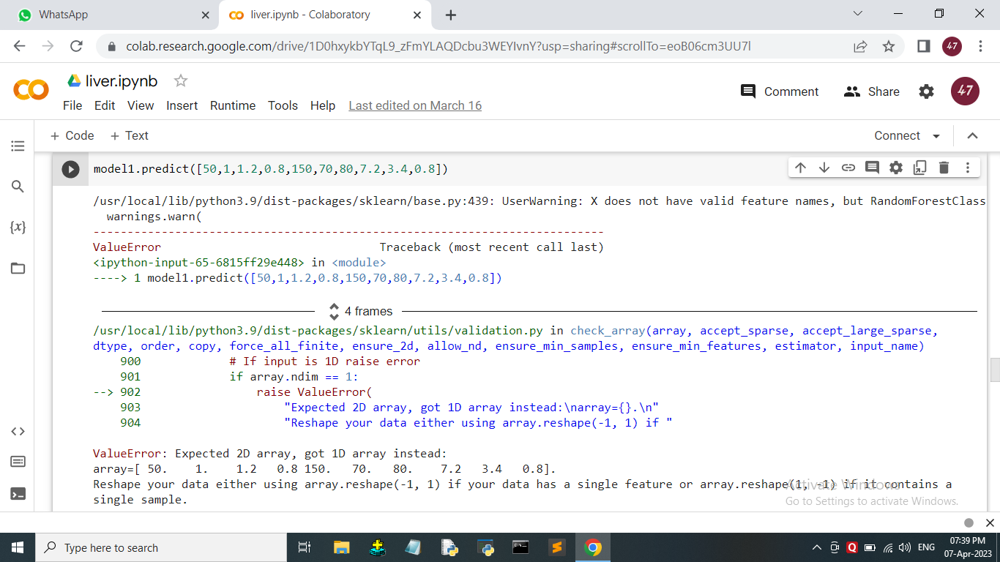 WhatsApp
liver.ipynb - Colaboratory
colab.research.google.com/drive/1D0hxykbYTqL9_zFmYLAQDcbu3WEYIvnY?usp=sharing#scrollTo=eoB06cm3UU7l
47
liver.ipynb
File Edit View Insert Runtime Tools Help Last edited on March 16
Comment
Share
47
+ Code + Text
Connect
model1.predict([50,1,1.2,0.8,150,70,80,7.2,3.4,0.8])
/usr/local/lib/python3.9/dist-packages/sklearn/base.py:439: UserWarning: X does not have valid feature names, but RandomForestClass
warnings.warn(
---------------------------------------------------------------------------
ValueError                                Traceback (most recent call last)
<ipython-input-65-6815ff29e448> in <module>
----> 1 model1.predict([50,1,1.2,0.8,150,70,80,7.2,3.4,0.8])
4 frames
/usr/local/lib/python3.9/dist-packages/sklearn/utils/validation.py in check_array(array, accept_sparse, accept_large_sparse,
dtype, order, copy, force_all_finite, ensure_2d, allow_nd, ensure_min_samples, ensure_min_features, estimator, input_name)
900             # If input is 1D raise error
901             if array.ndim == 1:
--> 902                 raise ValueError(
903                     "Expected 2D array, got 1D array instead:\narray={}.\n"
904                     "Reshape your data either using array.reshape(-1, 1) if "
ValueError: Expected 2D array, got 1D array instead:
array=[ 50.    1.    1.2   0.8 150.   70.   80.    7.2   3.4   0.8].
Reshape your data either using array.reshape(-1, 1) if your data has a single feature or array.reshape(1, -1) if it contains a
single sample.
Activate Windows
Go to Settings to activate Windows.
Type here to search
ENG
07:39 PM
07-Apr-2023